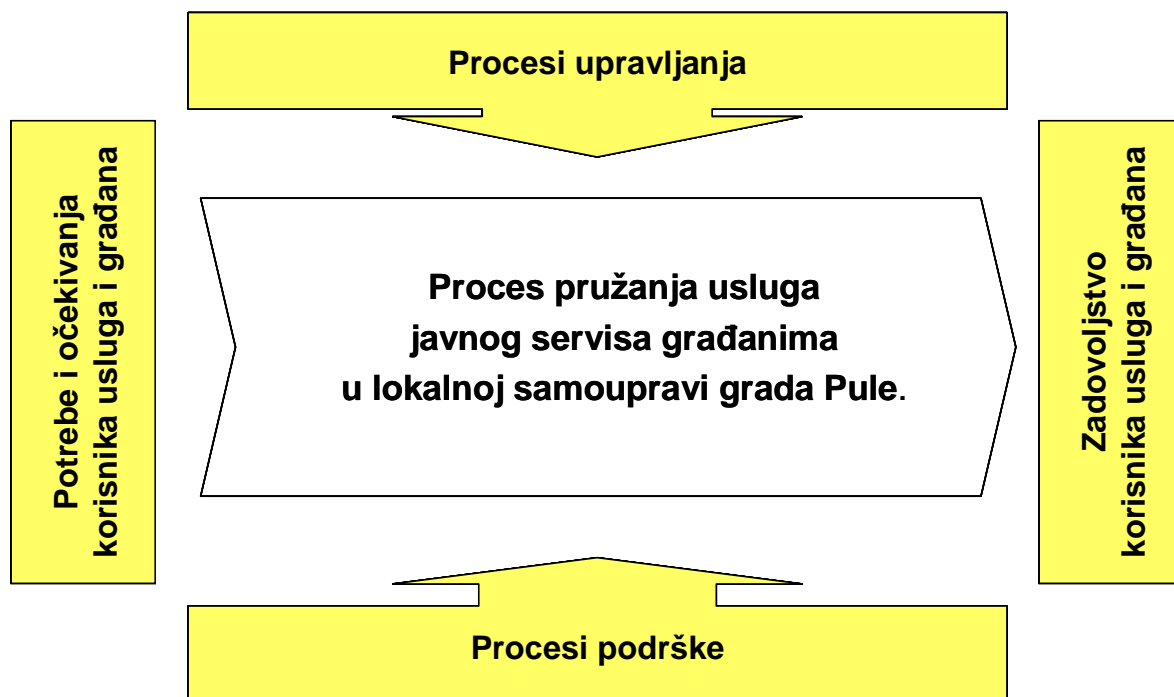 Procesi upravljanja
Potrebe i očekivanja
korisnika usluga i građana
Proces pružanja usluga
javnog servisa građanima
u lokalnoj samoupravi grada Pule.
Zadovoljstvo
korisnika usluga i građana
Procesi podrške